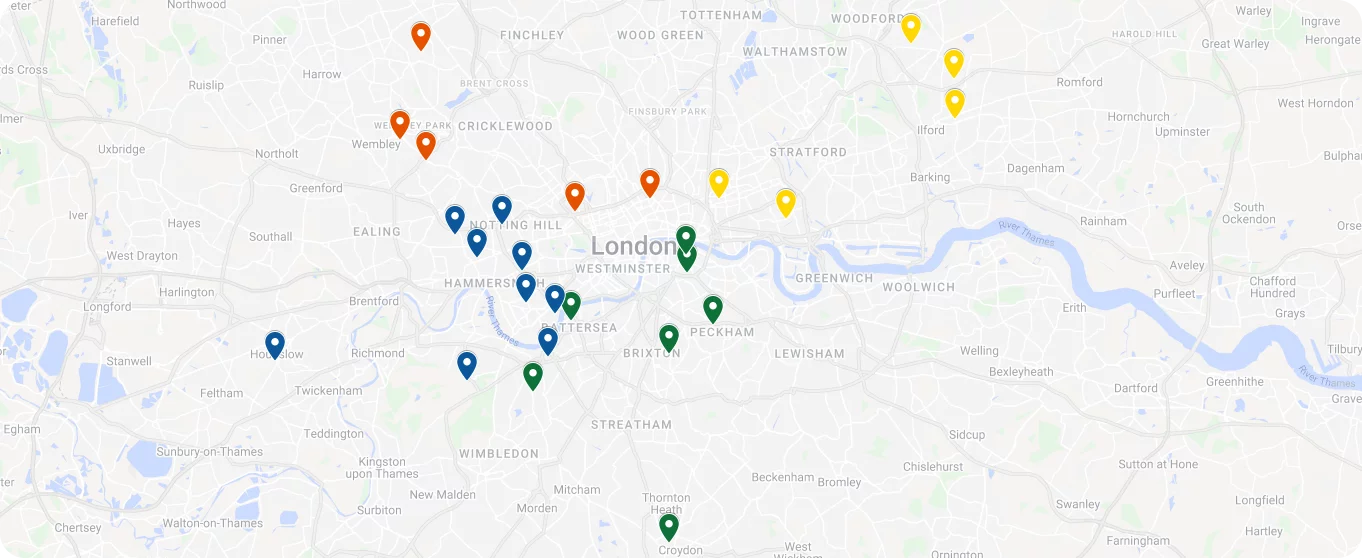 eter
Northwood
Harefield
Pinner
FINCHLEY
WOOD GREEN
TOTTENHAM
WOODFORD
Warley
Ingrave
HAROLD HILL
Great Warley
Herongate
WALTHAMSTOW
rds Cross
Harrow
Ruislip
BRENT CROSS
Romford
West Horndon
FINSBURY PARK
Hornchurch
Upminster
CRICKLEWOOD
Ilford
Wembley
Uxbridge
Northolt
STRATFORD
Bulpha
Dagenham
Barking
Greenford
Iver
Hayes
Southall
EALING
NOTTING HILL
South
Ockendon
Rainham
Orse
River Thames
London
West Drayton
WESTMINSTER
Aveley
HAMMERSMITH
GREENWICH
WOOLWICH
Purfleet
Chafford
Hundred
Harlington
Longford
Brentford
River Thames
Erith
Grays
BATTERSEA
PECKHAM
Hounslow
Richmond
BRIXTON
LEWISHAM
Welling
Tilbury
Stanwell
Bexleyheath
Feltham
Twickenham
Dartford
Greenhithe
River Thames
Grave
STREATHAM
Egham
Teddington
Sidcup
Sunbury-on-Thames
WIMBLEDON
Kingston
upon Thames
Chislehurst
Sutton at Hone
Beckenham
Bromley
Mitcham
New Malden
Thornton
Heath
Longfield
Swanley
Surbiton
Morden
Chertsey
Walton-on-Thames
Hartley
Farningham
Croydon
West
Wickham
Orpington